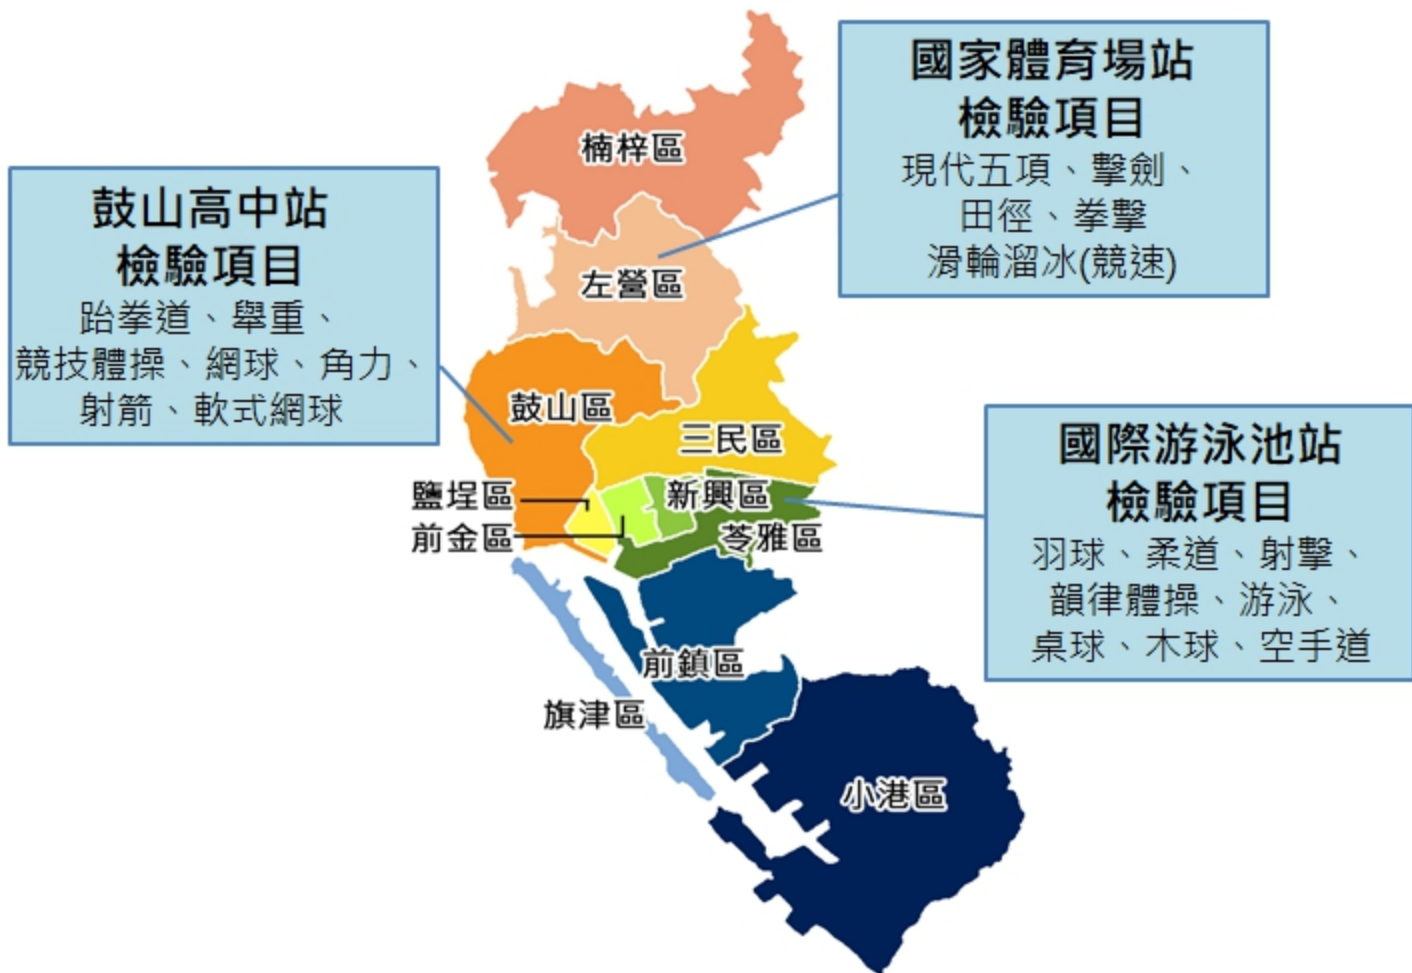 國家體育場站
檢驗項目
現代五項、擊劍、
田徑、拳擊
滑輪溜冰(競速)
鼓山高中站
檢驗項目
跆拳道、舉重、
競技體操、網球、角力、
射箭、軟式網球
國際游泳池站
檢驗項目
羽球、柔道、射擊、
韻律體操、游泳、
桌球、木球、空手道
楠梓區
左營區
鼓山區
三民區
鹽埕區
新興區
前金區
苓雅區
前鎮區
旗津區
小港區